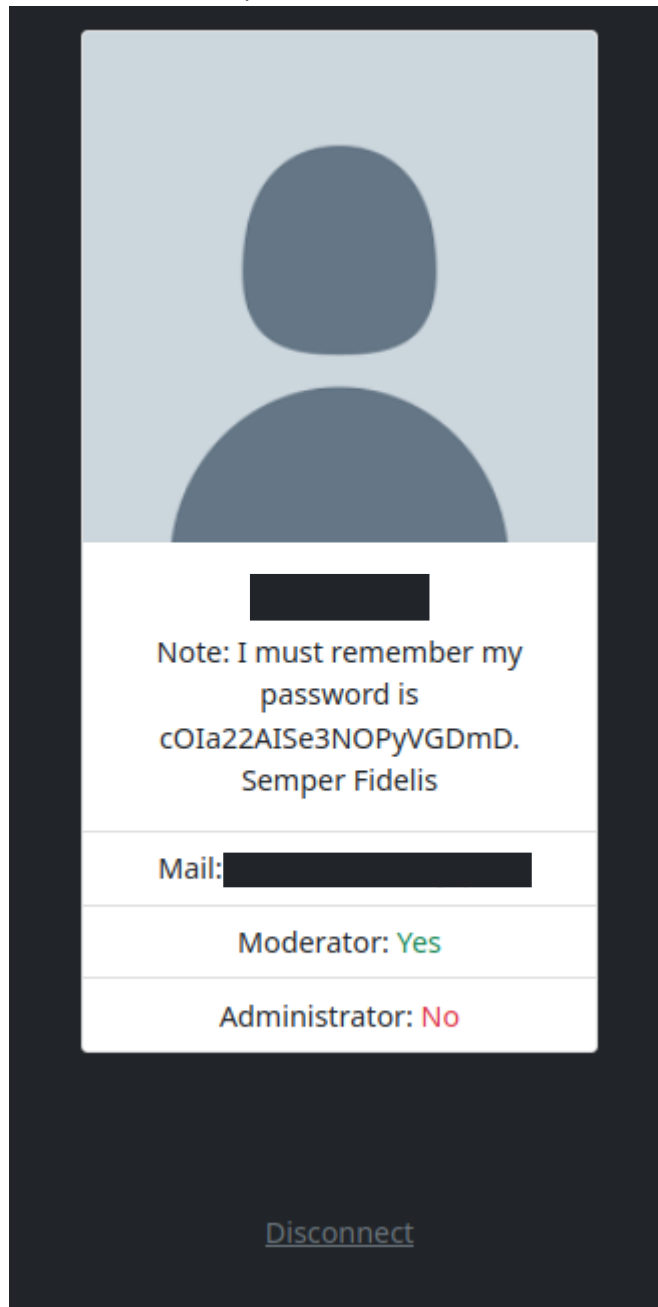 Note: I must remember my
password is
cOIa22AISe3NOPyVGDmD.
Semper Fidelis
Mail:
Moderator: Yes
Administrator: No
Disconnect